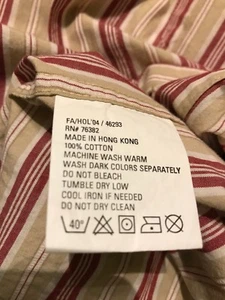 FA/HOL'04 / 46293
RN# 76382
MADE IN HONG KONG
100% COTTON
MACHINE WASH WARM
WASH DARK COLORS SEPARATELY
DO NOT BLEACH
TUMBLE DRY LOW
COOL IRON IF NEEDED
DO NOT DRY CLEAN
40°